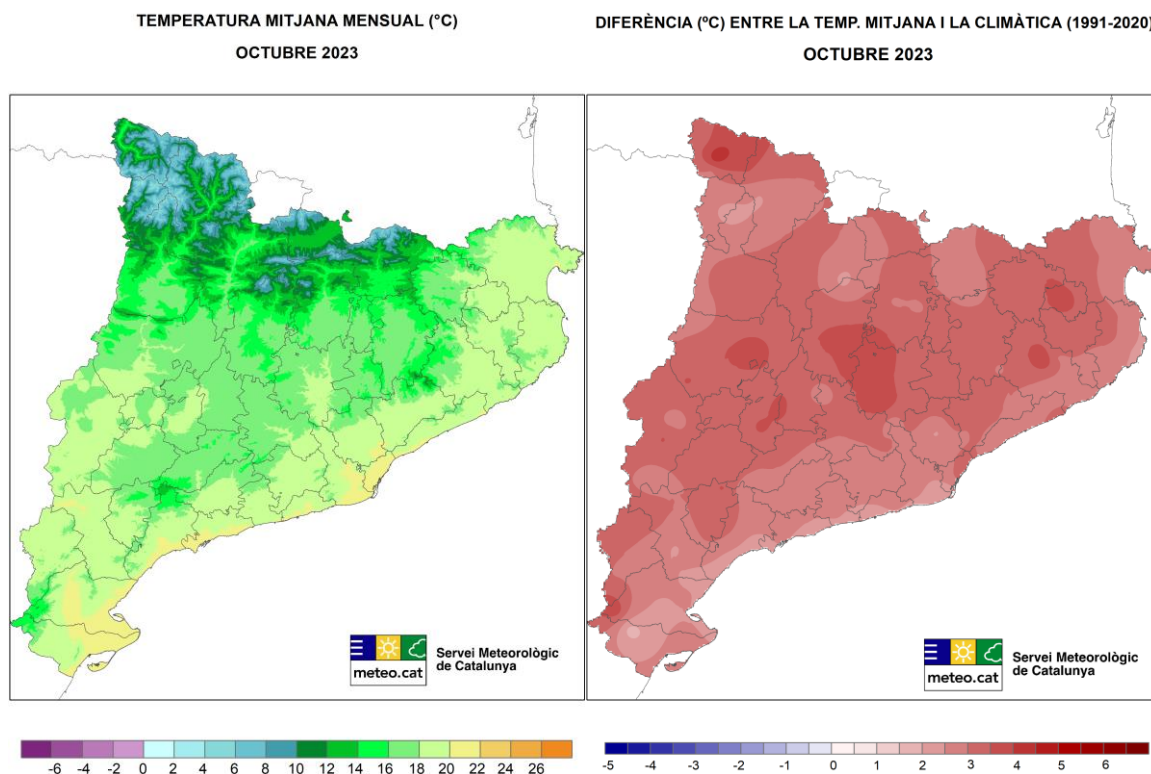 TEMPERATURA MITJANA MENSUAL (°C)
OCTUBRE 2023
DIFERÈNCIA (ºC) ENTRE LA TEMP. MITJANA I LA CLIMÀTICA (1991-2020)
OCTUBRE 2023
meteo.cat
Servei Meteorològic
de Catalunya
meteo.cat
Servei Meteorològic
de Catalunya
-6 -4 -2 0 2 4 6 8 10 12 14 16 18 20 22 24 26
-5 -4 -3 -2 -1 0 1 2 3 4 5 6